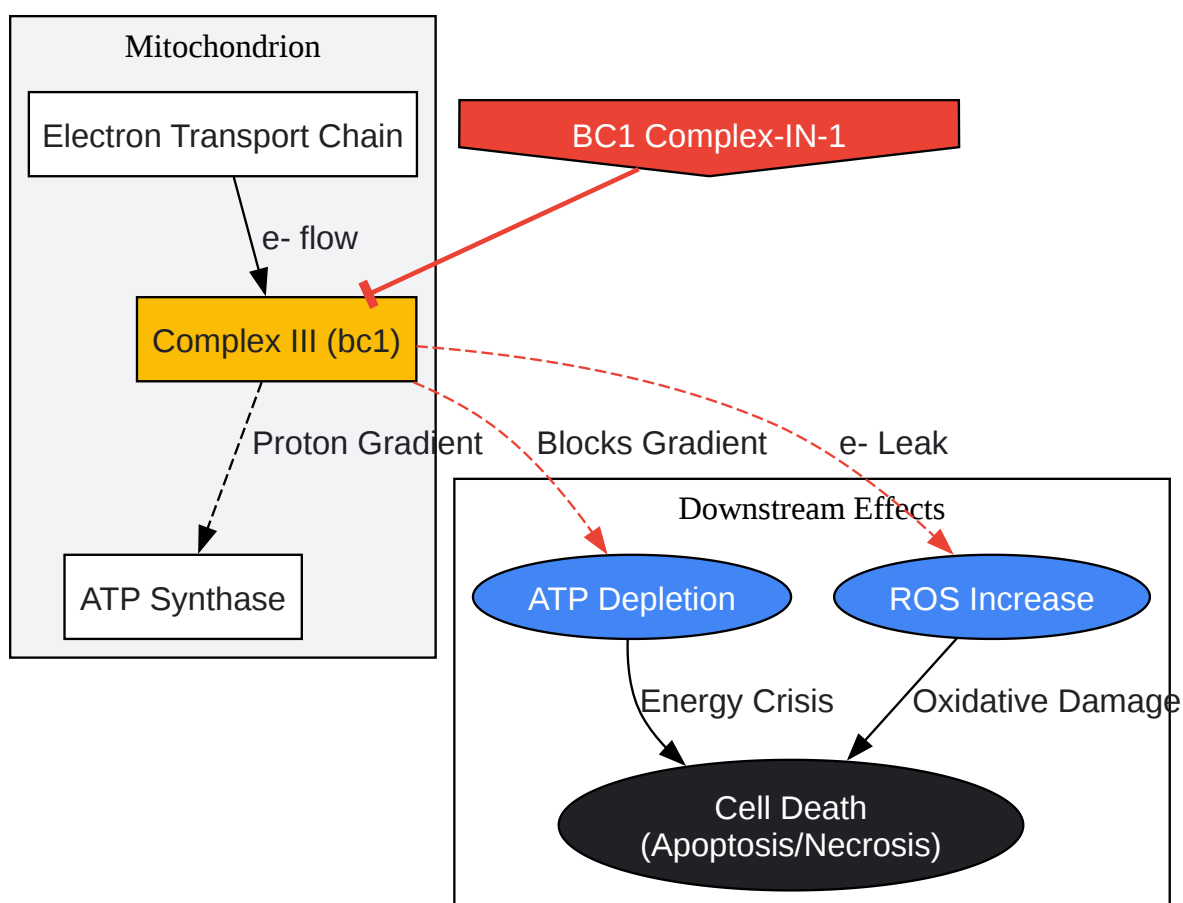 Mitochondrion
Electron Transport Chain
BC1 Complex-IN-1
e- flow
Complex III (bc1)
Proton Gradient
Blocks Gradient
e- Leak
Downstream Effects
ATP Synthase
ATP Depletion
ROS Increase
Energy Crisis
Oxidative Damage
Cell Death
(Apoptosis/Necrosis)